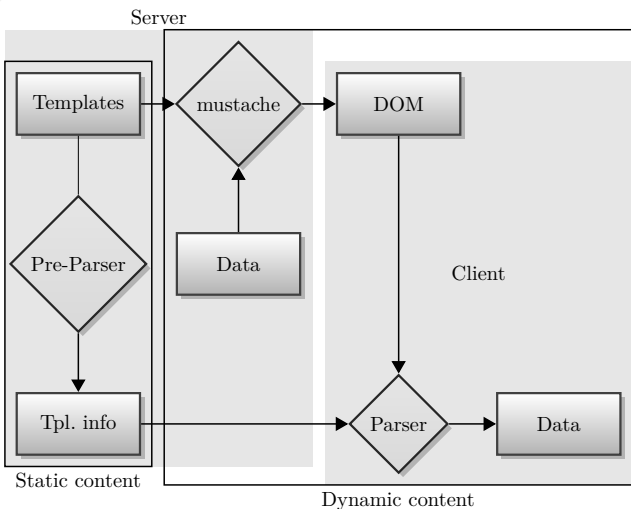 Server
Templates
mustache
DOM
Pre-Parser
Data
Client
Tpl. info
Parser
Data
Static content
Dynamic content